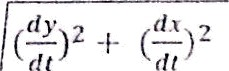 √((dy/dt)² + (dx/dt)²